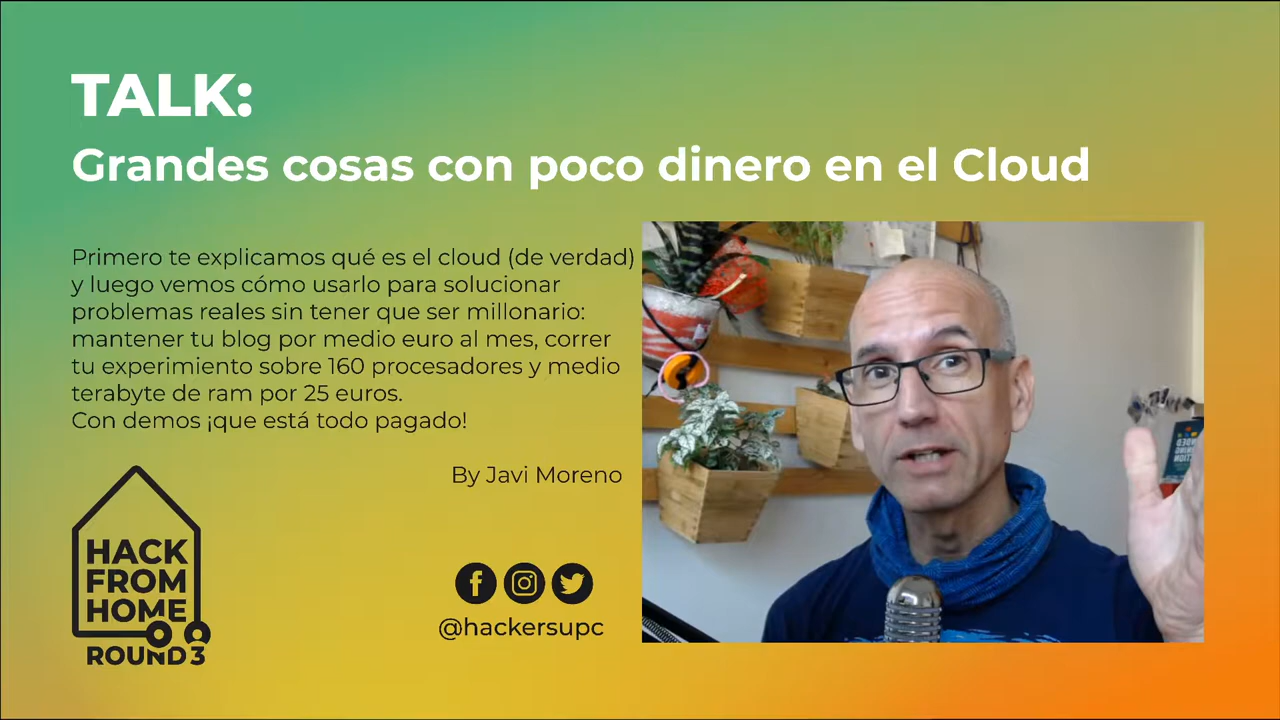 TALK:
Grandes cosas con poco dinero en el Cloud
Primero te explicamos qué es el cloud (de verdad)
y luego vemos cómo usarlo para solucionar
problemas reales sin tener que ser millonario:
mantener tu blog por medio euro al mes, correr
tu experimento sobre 160 procesadores y medio
terabyte de ram por 25 euros.
Con demos ¡que está todo pagado!
By Javi Moreno
HACK
FROM
HOME
ROUND 3
@hackersupc